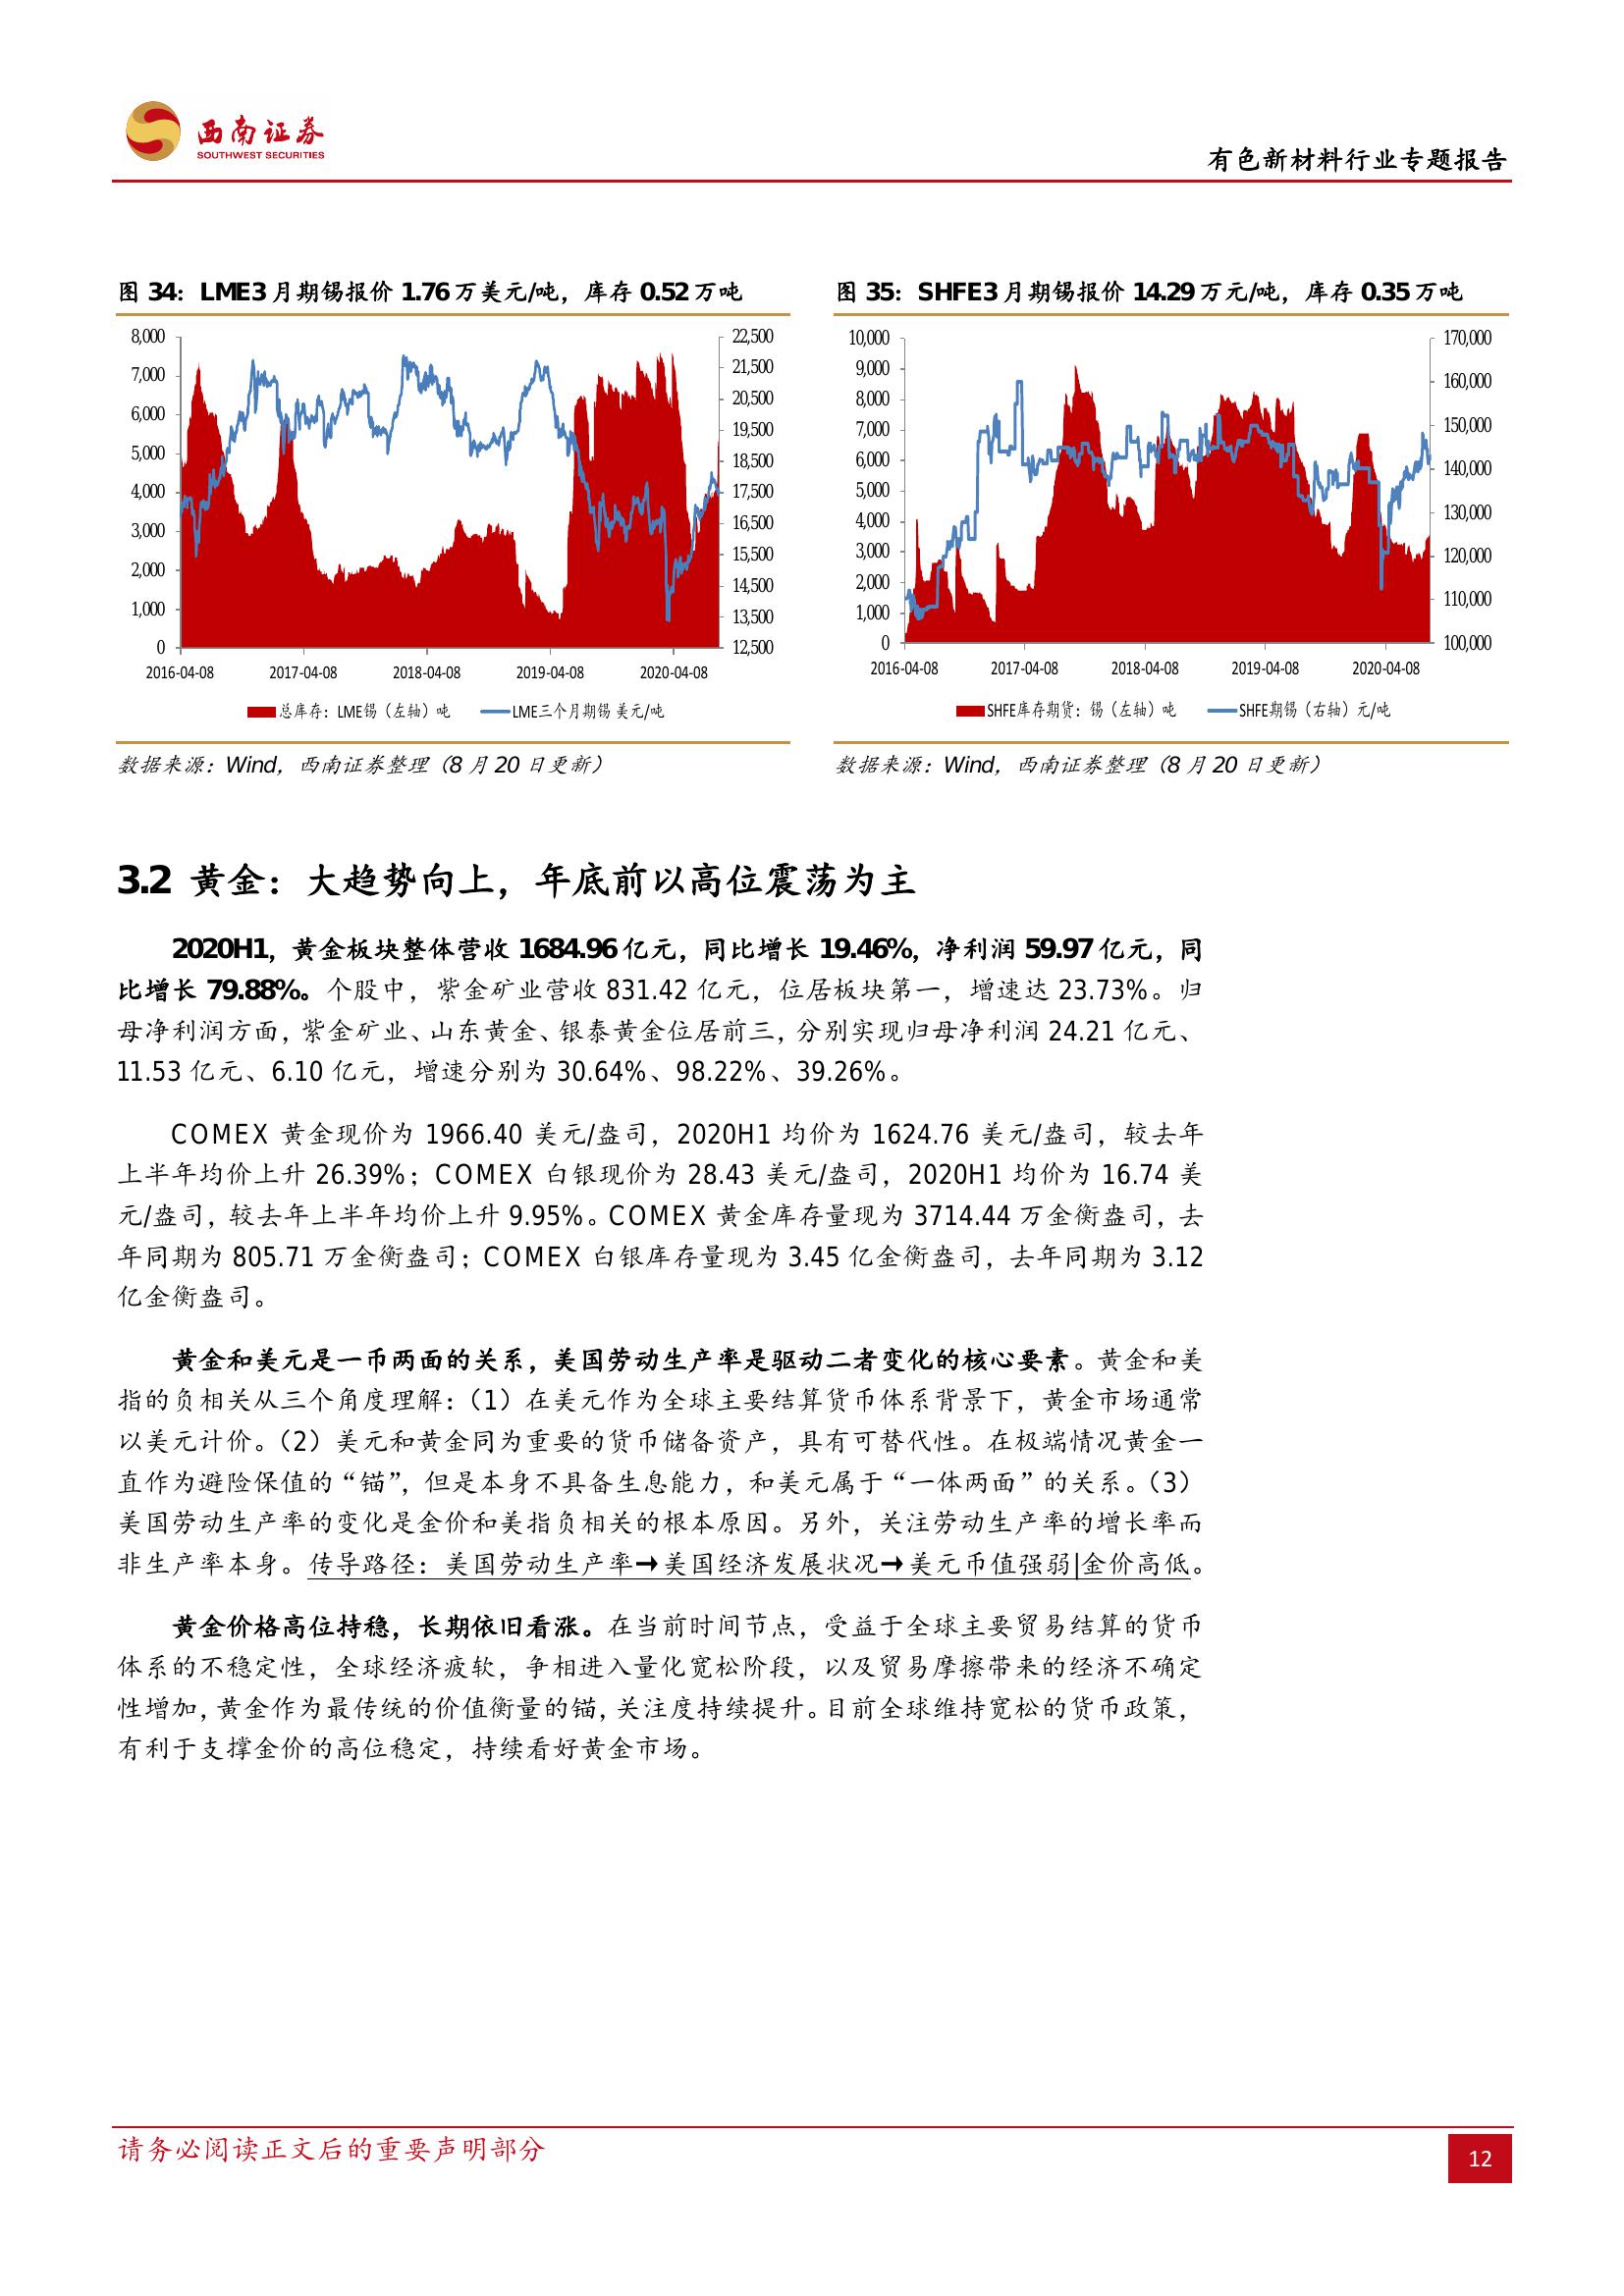 西南证券
SOUTHWEST SECURITIES
有色新材料行业专题报告
图 34：LME3 月期锡报价 1.76 万美元/吨，库存 0.52 万吨
8,000
7,000
6,000
5,000
4,000
3,000
2,000
1,000
0
22,500
21,500
20,500
19,500
18,500
17,500
16,500
15,500
14,500
13,500
12,500
2016-04-08 2017-04-08 2018-04-08 2019-04-08 2020-04-08
总库存：LME锡（左轴）吨 LME三个月期锡 美元/吨
数据来源：Wind，西南证券整理（8 月 20 日更新）
图 35：SHFE3 月期锡报价 14.29 万元/吨，库存 0.35 万吨
10,000
9,000
8,000
7,000
6,000
5,000
4,000
3,000
2,000
1,000
0
170,000
160,000
150,000
140,000
130,000
120,000
110,000
100,000
2016-04-08 2017-04-08 2018-04-08 2019-04-08 2020-04-08
SHFE库存期货：锡（左轴）吨 SHFE期锡（右轴）元/吨
数据来源：Wind，西南证券整理（8 月 20 日更新）
3.2 黄金：大趋势向上，年底前以高位震荡为主
2020H1，黄金板块整体营收 1684.96 亿元，同比增长 19.46%，净利润 59.97 亿元，同
比增长 79.88%。个股中，紫金矿业营收 831.42 亿元，位居板块第一，增速达 23.73%。归
母净利润方面，紫金矿业、山东黄金、银泰黄金位居前三，分别实现归母净利润 24.21 亿元、
11.53 亿元、6.10 亿元，增速分别为 30.64%、98.22%、39.26%。
COMEX 黄金现价为 1966.40 美元/盎司，2020H1 均价为 1624.76 美元/盎司，较去年
上半年均价上升 26.39%；COMEX 白银现价为 28.43 美元/盎司，2020H1 均价为 16.74 美
元/盎司，较去年上半年均价上升 9.95%。COMEX 黄金库存量现为 3714.44 万金衡盎司，去
年同期为 805.71 万金衡盎司；COMEX 白银库存量现为 3.45 亿金衡盎司，去年同期为 3.12
亿金衡盎司。
黄金和美元是一币两面的关系，美国劳动生产率是驱动二者变化的核心要素。黄金和美
指的负相关从三个角度理解：（1）在美元作为全球主要结算货币体系背景下，黄金市场通常
以美元计价。（2）美元和黄金同为重要的货币储备资产，具有可替代性。在极端情况黄金一
直作为避险保值的“锚”，但是本身不具备生息能力，和美元属于“一体两面”的关系。（3）
美国劳动生产率的变化是金价和美指负相关的根本原因。另外，关注劳动生产率的增长率而
非生产率本身。传导路径：美国劳动生产率→美国经济发展状况→美元币值强弱|金价高低。
黄金价格高位持稳，长期依旧看涨。在当前时间节点，受益于全球主要贸易结算的货币
体系的不稳定性，全球经济疲软，争相进入量化宽松阶段，以及贸易摩擦带来的经济不确定
性增加，黄金作为最传统的价值衡量的锚，关注度持续提升。目前全球维持宽松的货币政策，
有利于支撑金价的高位稳定，持续看好黄金市场。
请务必阅读正文后的重要声明部分
12